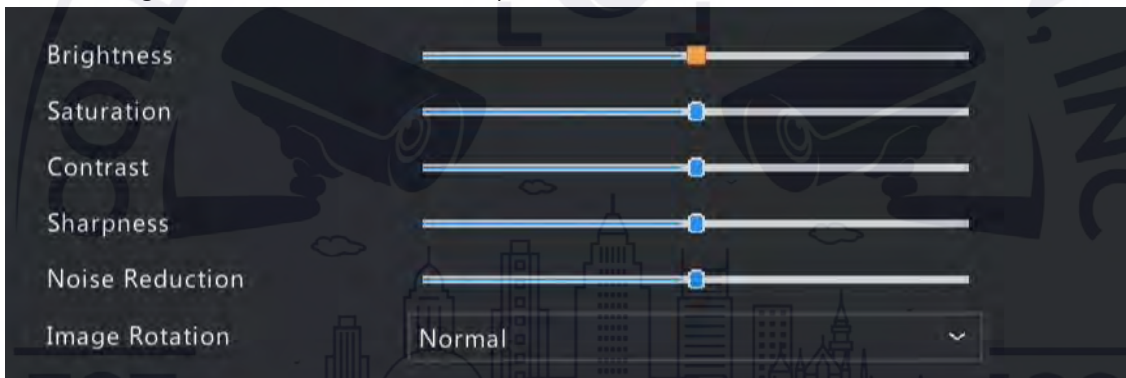 Brightness
Saturation
Contrast
Sharpness
Noise Reduction
Image Rotation Normal